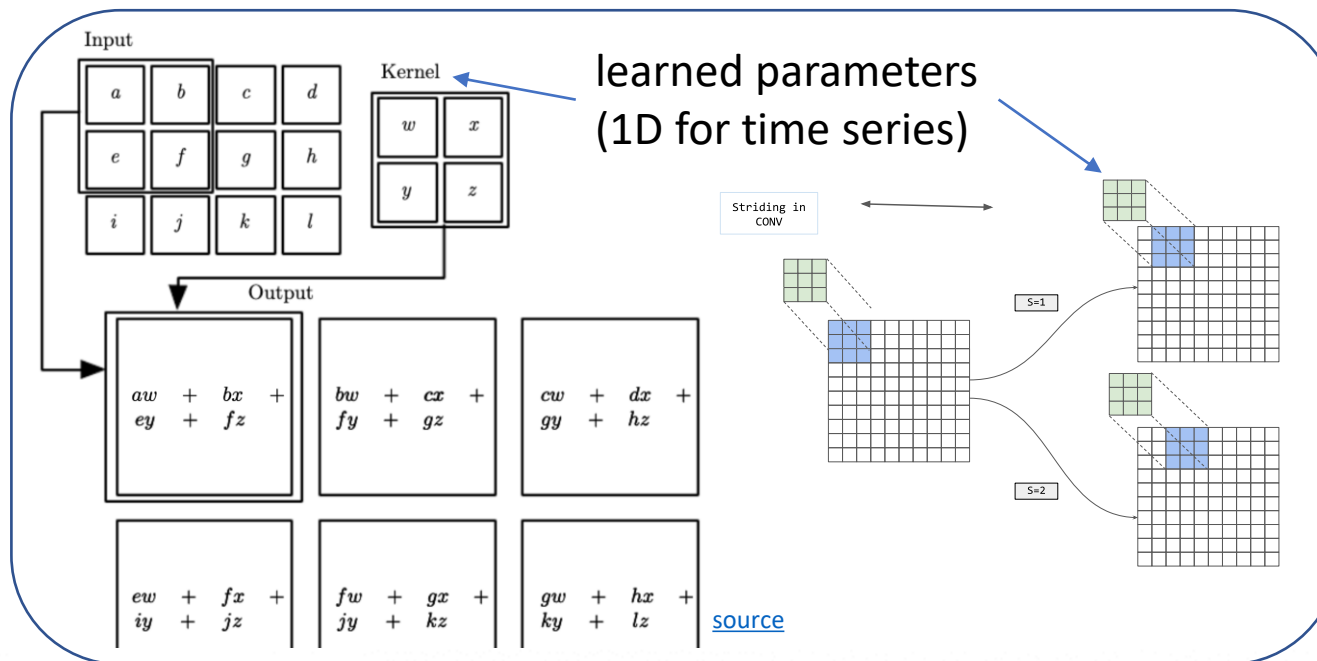 Input
a b c d
e f g h
i j k l
Kernel
w x
y z
learned parameters
(1D for time series)
Striding in
CONV
S=1
S=2
Output
aw + bx +
ey + fz
bw + cx +
fy + gz
cw + dx +
gy + hz
ew + fx +
iy + jz
fw + gx +
jy + kz
gw + hx +
ky + lz
source